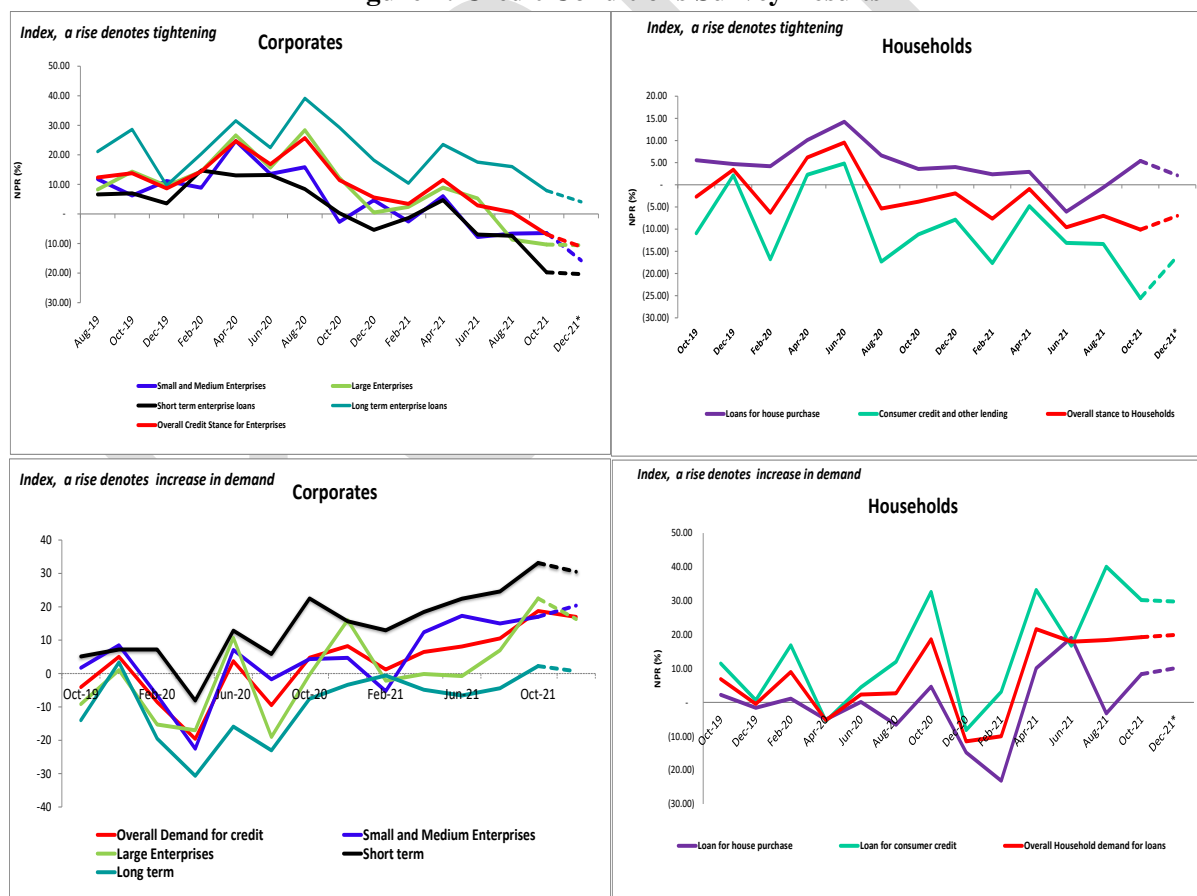 Index, a rise denotes tightening
Corporates
NPR (%)
50.00
40.00
30.00
20.00
10.00
-
(10.00)
(20.00)
(30.00)
Aug-19
Oct-19
Dec-19
Feb-20
Apr-20
Jun-20
Aug-20
Oct-20
Dec-20
Feb-21
Apr-21
Jun-21
Aug-21
Oct-21
Dec-21*
Small and Medium Enterprises
Large Enterprises
Short term enterprise loans
Long term enterprise loans
Overall Credit Stance for Enterprises
Index, a rise denotes tightening
Households
NPR (%)
20.00
15.00
10.00
5.00
-
(5.00)
(10.00)
(15.00)
(20.00)
(25.00)
(30.00)
Oct-19
Dec-19
Feb-20
Apr-20
Jun-20
Aug-20
Oct-20
Dec-20
Feb-21
Apr-21
Jun-21
Aug-21
Oct-21
Dec-21*
Loans for house purchase
Consumer credit and other lending
Overall stance to Households
Index, a rise denotes increase in demand
Corporates
40
30
20
10
0
-10
-20
-30
-40
Oct-19
Feb-20
Jun-20
Oct-20
Feb-21
Jun-21
Oct-21
Overall Demand for credit
Small and Medium Enterprises
Large Enterprises
Short term
Long term
Index, a rise denotes increase in demand
Households
NPR (%)
50.00
40.00
30.00
20.00
10.00
-
(10.00)
(20.00)
(30.00)
Oct-19
Dec-19
Feb-20
Apr-20
Jun-20
Aug-20
Oct-20
Dec-20
Feb-21
Apr-21
Jun-21
Aug-21
Oct-21
Dec-21*
Loan for house purchase
Loan for consumer credit
Overall Household demand for loans